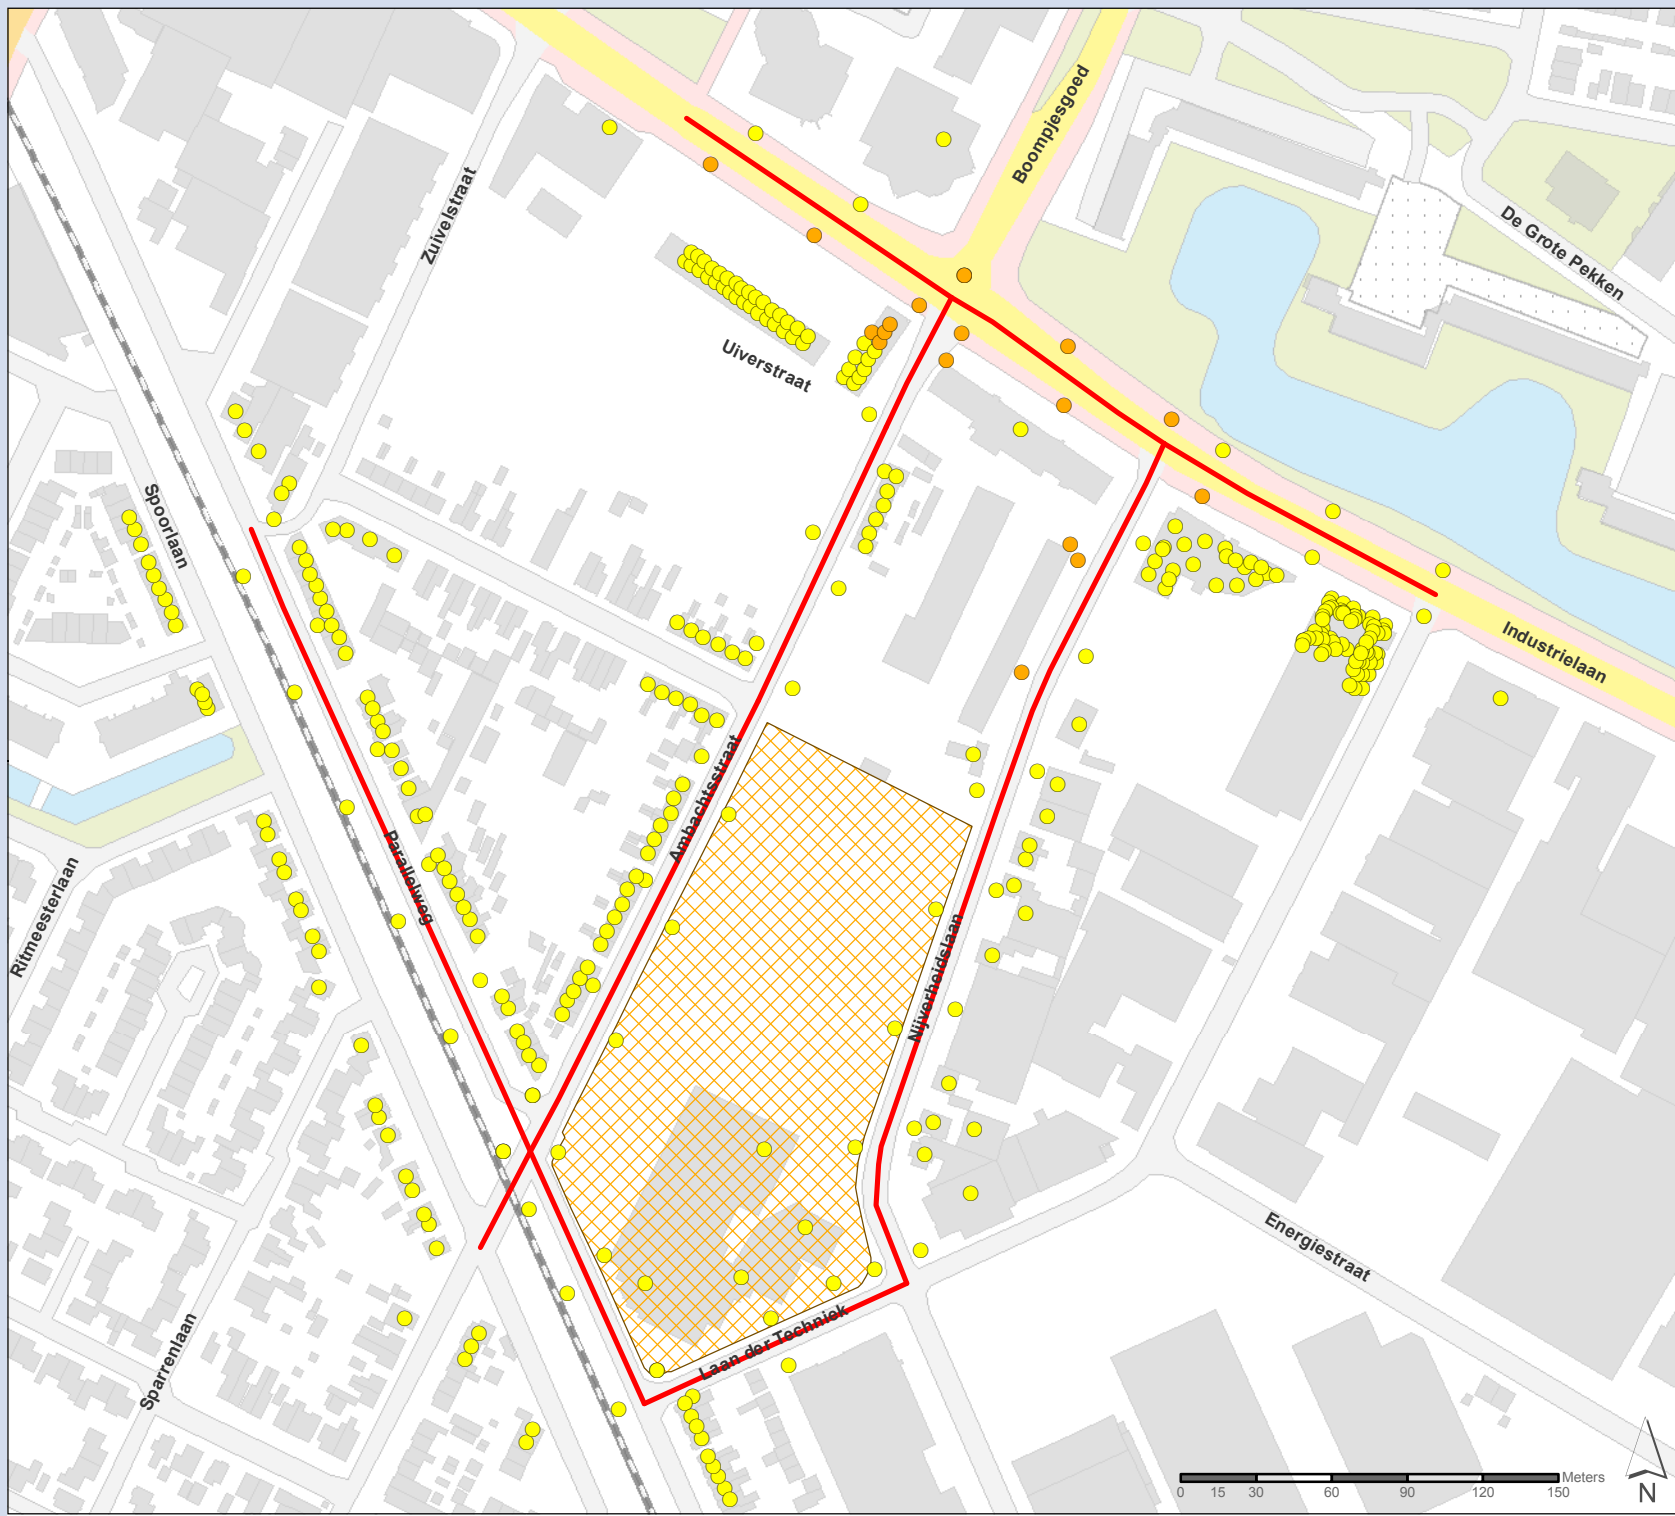 Boompjesgoed
Zuivelstraat
De Grote Pekken
Uiverstraat
Spoorlaan
Industrielaan
Ambachtsstraat
Parallelweg
Ritmeesterlaan
Nijverheidslaan
Energiestraat
Sparrenlaan
Laan der Techniek
Meters
0 15 30 60 90 120 150
N